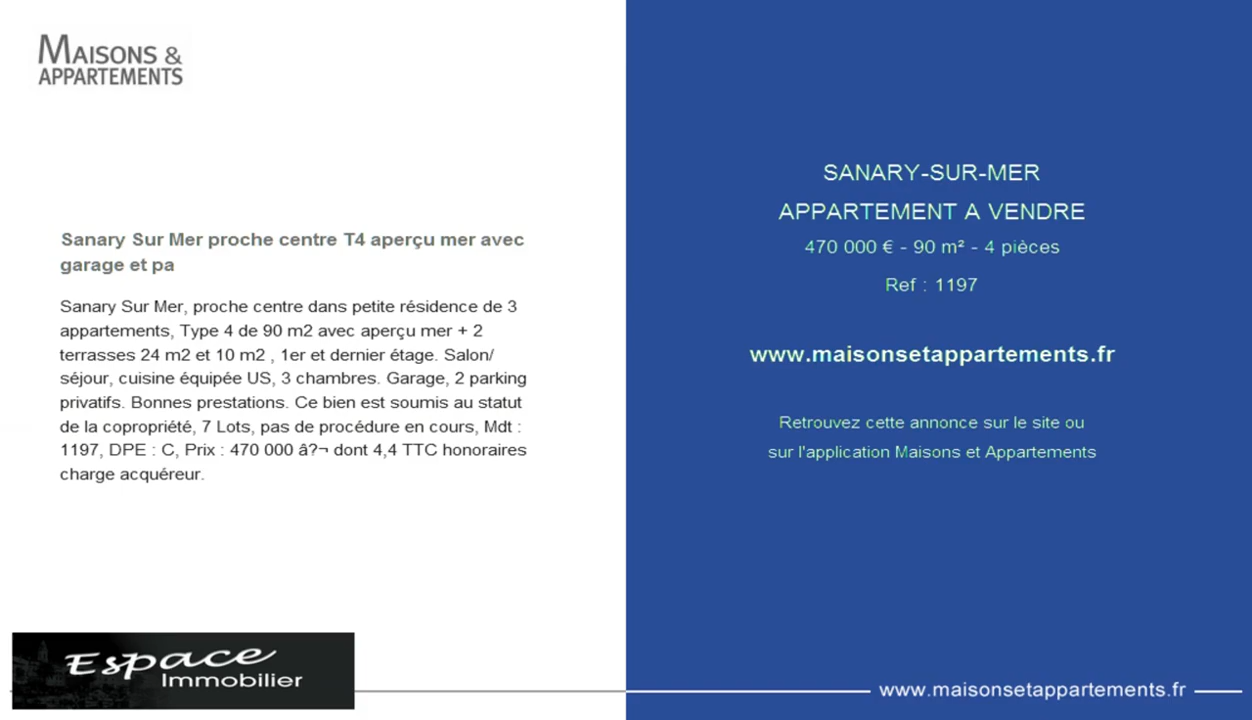 MAISONS &
APPARTEMENTS
Sanary Sur Mer proche centre T4 aperçu mer avec
garage et pa
Sanary Sur Mer, proche centre dans petite résidence de 3
appartements, Type 4 de 90 m2 avec aperçu mer + 2
terrasses 24 m2 et 10 m2 , 1er et dernier étage. Salon/
séjour, cuisine équipée US, 3 chambres. Garage, 2 parking
privatifs. Bonnes prestations. Ce bien est soumis au statut
de la copropriété, 7 Lots, pas de procédure en cours, Mdt :
1197, DPE : C, Prix : 470 000 â?¬ dont 4,4 TTC honoraires
charge acquéreur.
Espace
Immobilier
SANARY-SUR-MER
APPARTEMENT A VENDRE
470 000 € - 90 m² - 4 pièces
Ref : 1197
www.maisonsetappartements.fr
Retrouvez cette annonce sur le site ou
sur l'application Maisons et Appartements
www.maisonsetappartements.fr